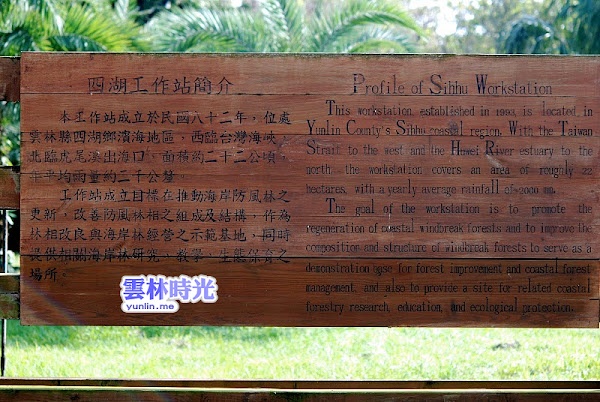 四湖工作站簡介
本工作站成立於民國八十二年,位處
雲林縣四湖鄉濱海地區,西臨台灣海峽,
北臨虎尾溪出海口,面積約二十二公頃,
年平均雨量約二千公釐。
工作站成立目標在推動海岸防風林之
更新,改善防風林相之組成及結構,作為
林相改良與海岸林經營之示範基地,同時
提供相關海岸林研究、教學、生態保育之
場所。
Profile of Sihhu Workstation
This workstation, established in 1993, is located in
Yunlin County's Sihhu coastal region. With the Taiwan
Strait to the west and the Huwei River estuary to the
north, the workstation covers an area of roughly 22
hectares, with a yearly average rainfall of 2000 mm.
The goal of the workstation is to promote the
regeneration of coastal windbreak forests and to improve the
composition and structure of windbreak forests to serve as a
demonstration base for forest improvement and coastal forest
management, and also to provide a site for related coastal
forestry research, education, and ecological protection.
雲林時光
yunlin.me